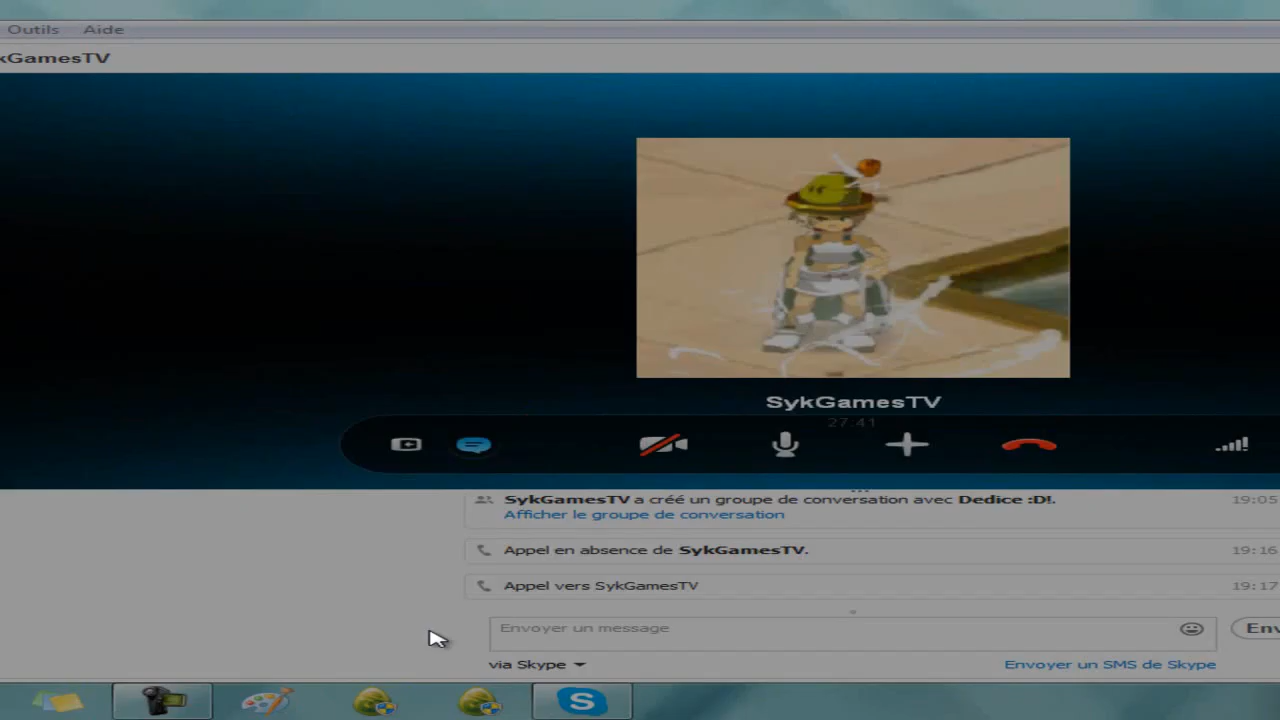 Outils Aide
kGamesTV
SykGamesTV
27:41
SykGamesTV a créé un groupe de conversation avec Dedice :D!. 19:05
Afficher le groupe de conversation
Appel en absence de SykGamesTV. 19:16
Appel vers SykGamesTV 19:17
Envoyer un message
Env
via Skype Envoyer un SMS de Skype